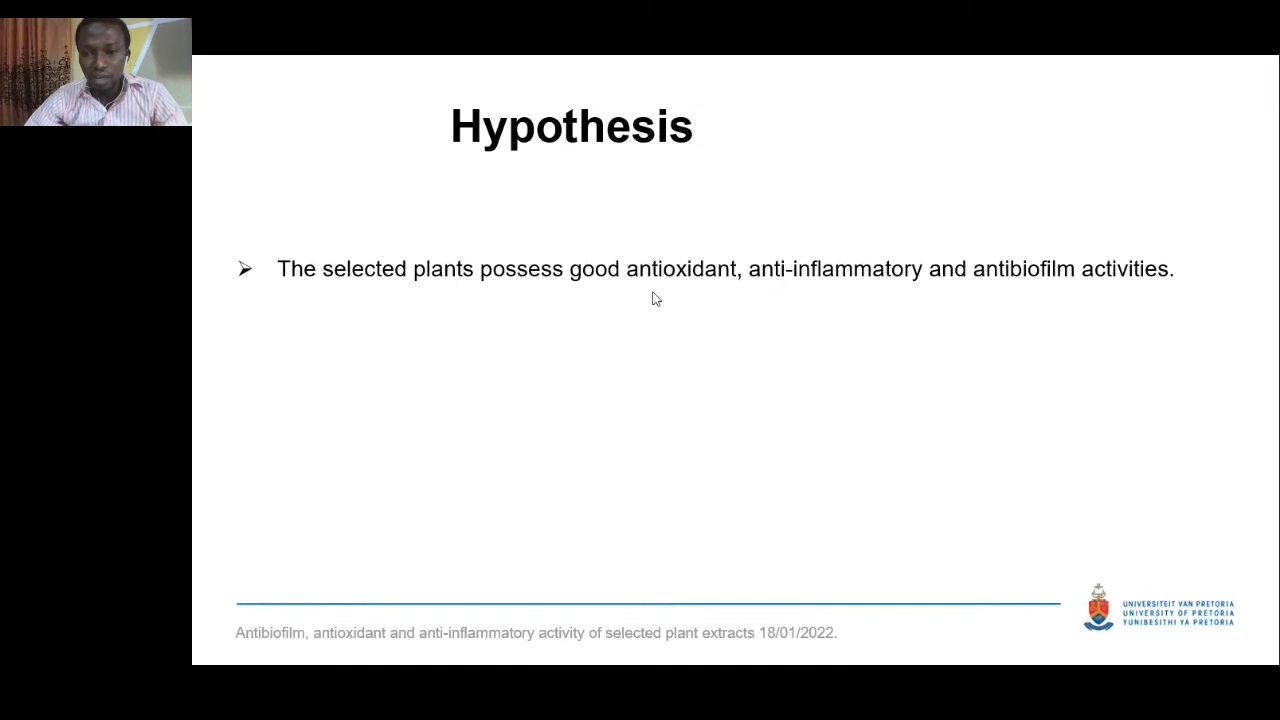 Hypothesis
➢ The selected plants possess good antioxidant, anti-inflammatory and antibiofilm activities.
Antibiofilm, antioxidant and anti-inflammatory activity of selected plant extracts 18/01/2022.
UNIVERSITEIT VAN PRETORIA
UNIVERSITY OF PRETORIA
YUNIBESITHI YA PRETORIA